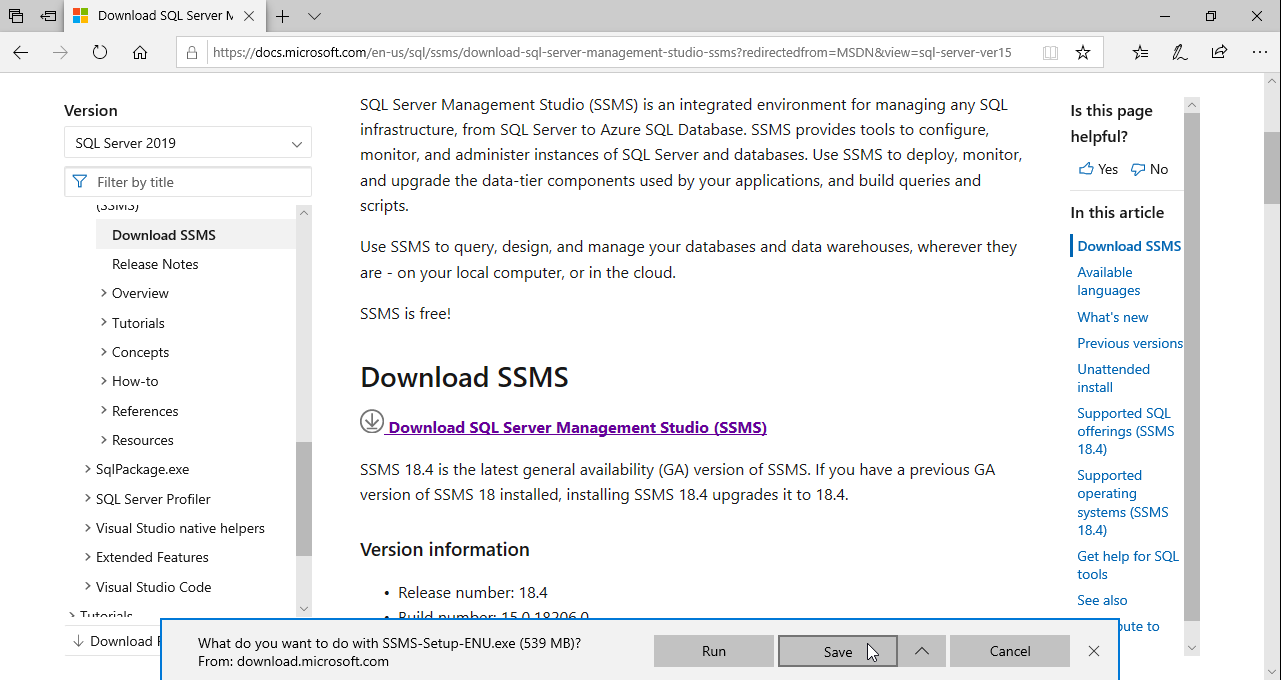 Download SQL Server M
https://docs.microsoft.com/en-us/sql/ssms/download-sql-server-management-studio-ssms?redirectedfrom=MSDN&view=sql-server-ver15
Version
SQL Server 2019
Filter by title
(SSMS)
Download SSMS
Release Notes
Overview
Tutorials
Concepts
How-to
References
Resources
SqlPackage.exe
SQL Server Profiler
Visual Studio native helpers
Extended Features
Visual Studio Code
Tutorials
Download
SQL Server Management Studio (SSMS) is an integrated environment for managing any SQL
infrastructure, from SQL Server to Azure SQL Database. SSMS provides tools to configure,
monitor, and administer instances of SQL Server and databases. Use SSMS to deploy, monitor,
and upgrade the data-tier components used by your applications, and build queries and
scripts.
Use SSMS to query, design, and manage your databases and data warehouses, wherever they
are - on your local computer, or in the cloud.
SSMS is free!
Download SSMS
Download SQL Server Management Studio (SSMS)
SSMS 18.4 is the latest general availability (GA) version of SSMS. If you have a previous GA
version of SSMS 18 installed, installing SSMS 18.4 upgrades it to 18.4.
Version information
• Release number: 18.4
• Build number: 15.0.18206.0
Is this page
helpful?
Yes No
In this article
Download SSMS
Available
languages
What's new
Previous versions
Unattended
install
Supported SQL
offerings (SSMS
18.4)
Supported
operating
systems (SSMS
18.4)
Get help for SQL
tools
See also
ute to
What do you want to do with SSMS-Setup-ENU.exe (539 MB)?
From: download.microsoft.com
Run
Save
Cancel